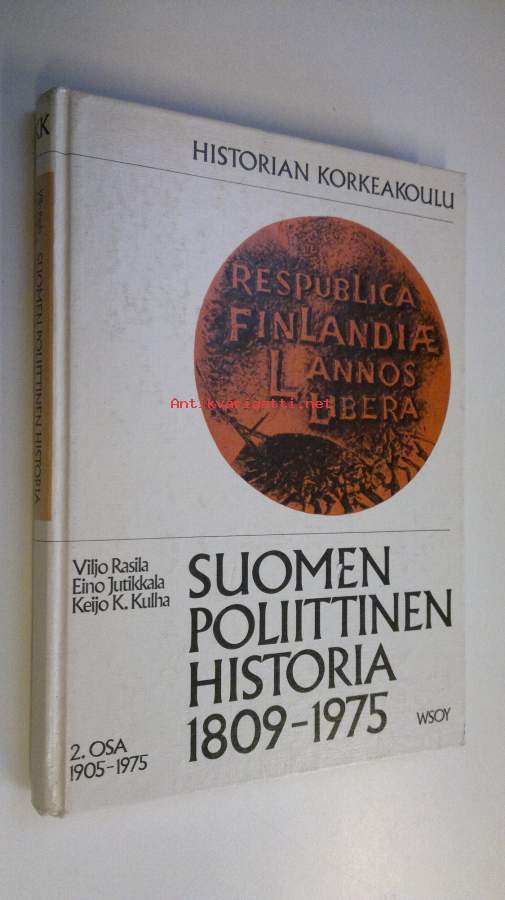 HISTORIAN KORKEAKOULU
RESPUBLICA
FINLANDIÆ
L ANNOS
LIBERA
Antikvariaatti.net
Viljo Rasila
Eino Jutikkala
Keijo K. Kulha
SUOMEN
POLIITTINEN
HISTORIA
1809–1975
WSOY
2. OSA
1905–1975
SUOMEN POLIITTINEN HISTORIA